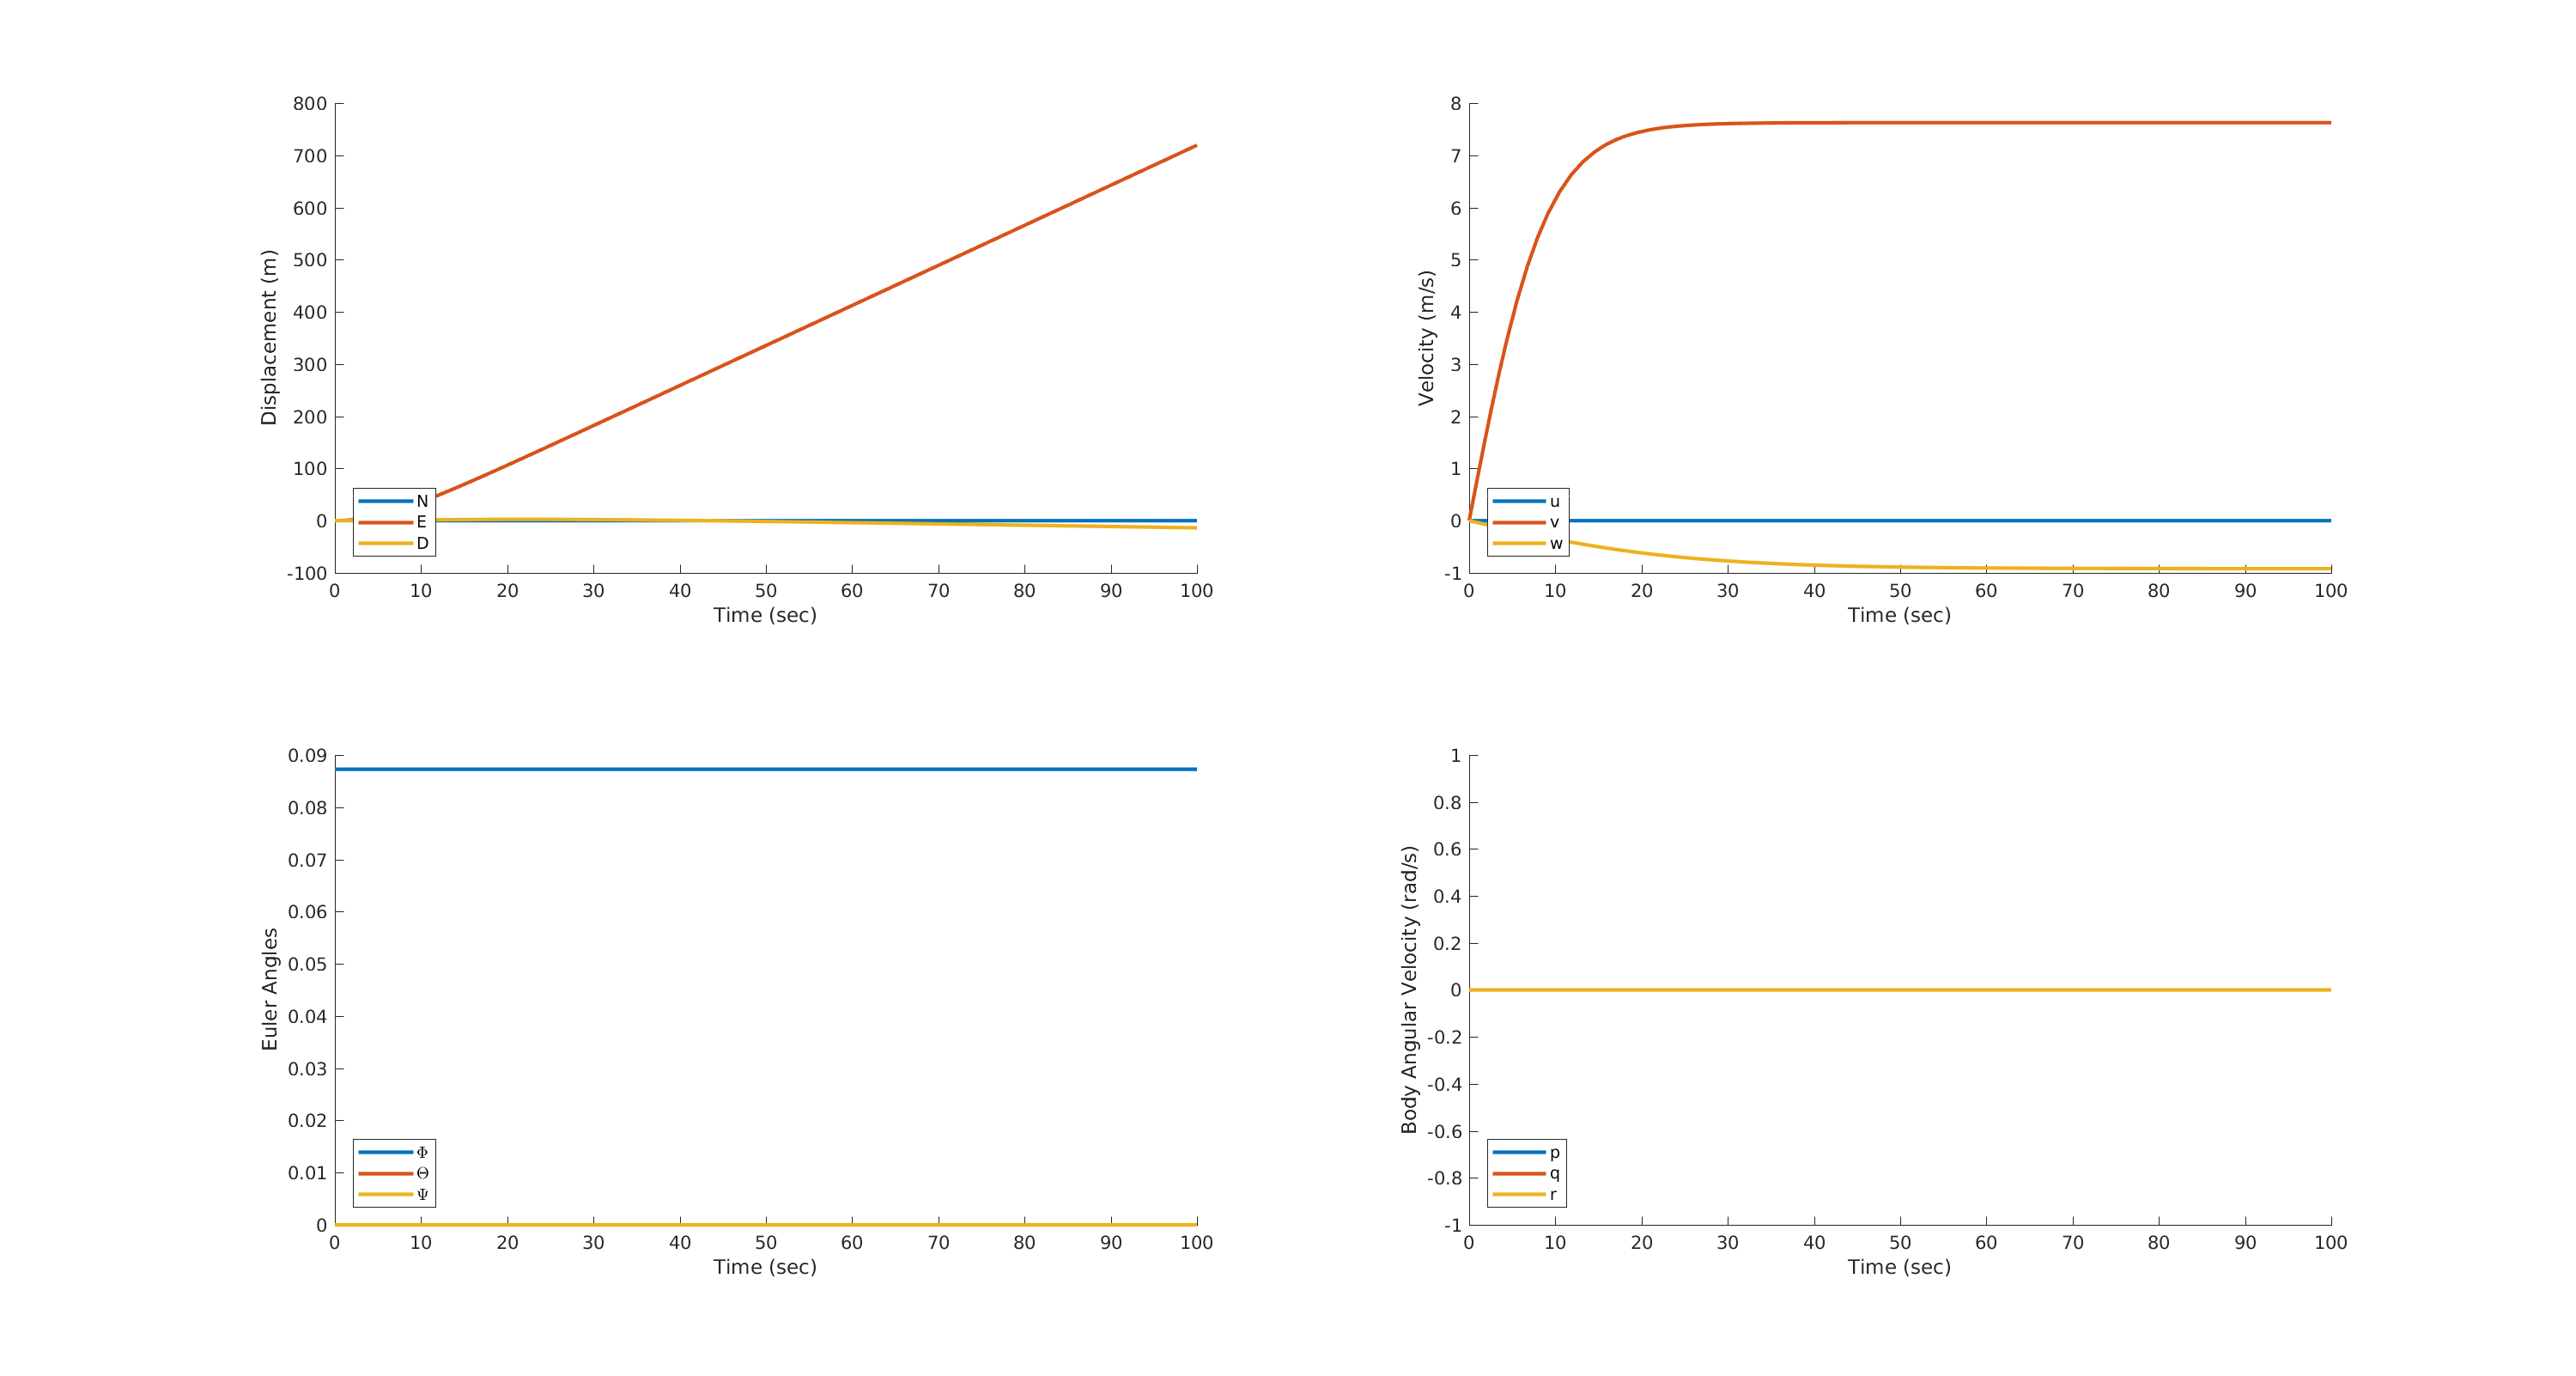 800
700
600
500
400
300
200
100
0
-100
Displacement (m)
N
E
D
0 10 20 30 40 50 60 70 80 90 100
Time (sec)
8
7
6
5
4
3
2
1
0
-1
Velocity (m/s)
u
v
w
0 10 20 30 40 50 60 70 80 90 100
Time (sec)
0.09
0.08
0.07
0.06
0.05
0.04
0.03
0.02
0.01
0
Euler Angles
Φ
Θ
Ψ
0 10 20 30 40 50 60 70 80 90 100
Time (sec)
1
0.8
0.6
0.4
0.2
0
-0.2
-0.4
-0.6
-0.8
-1
Body Angular Velocity (rad/s)
p
q
r
0 10 20 30 40 50 60 70 80 90 100
Time (sec)